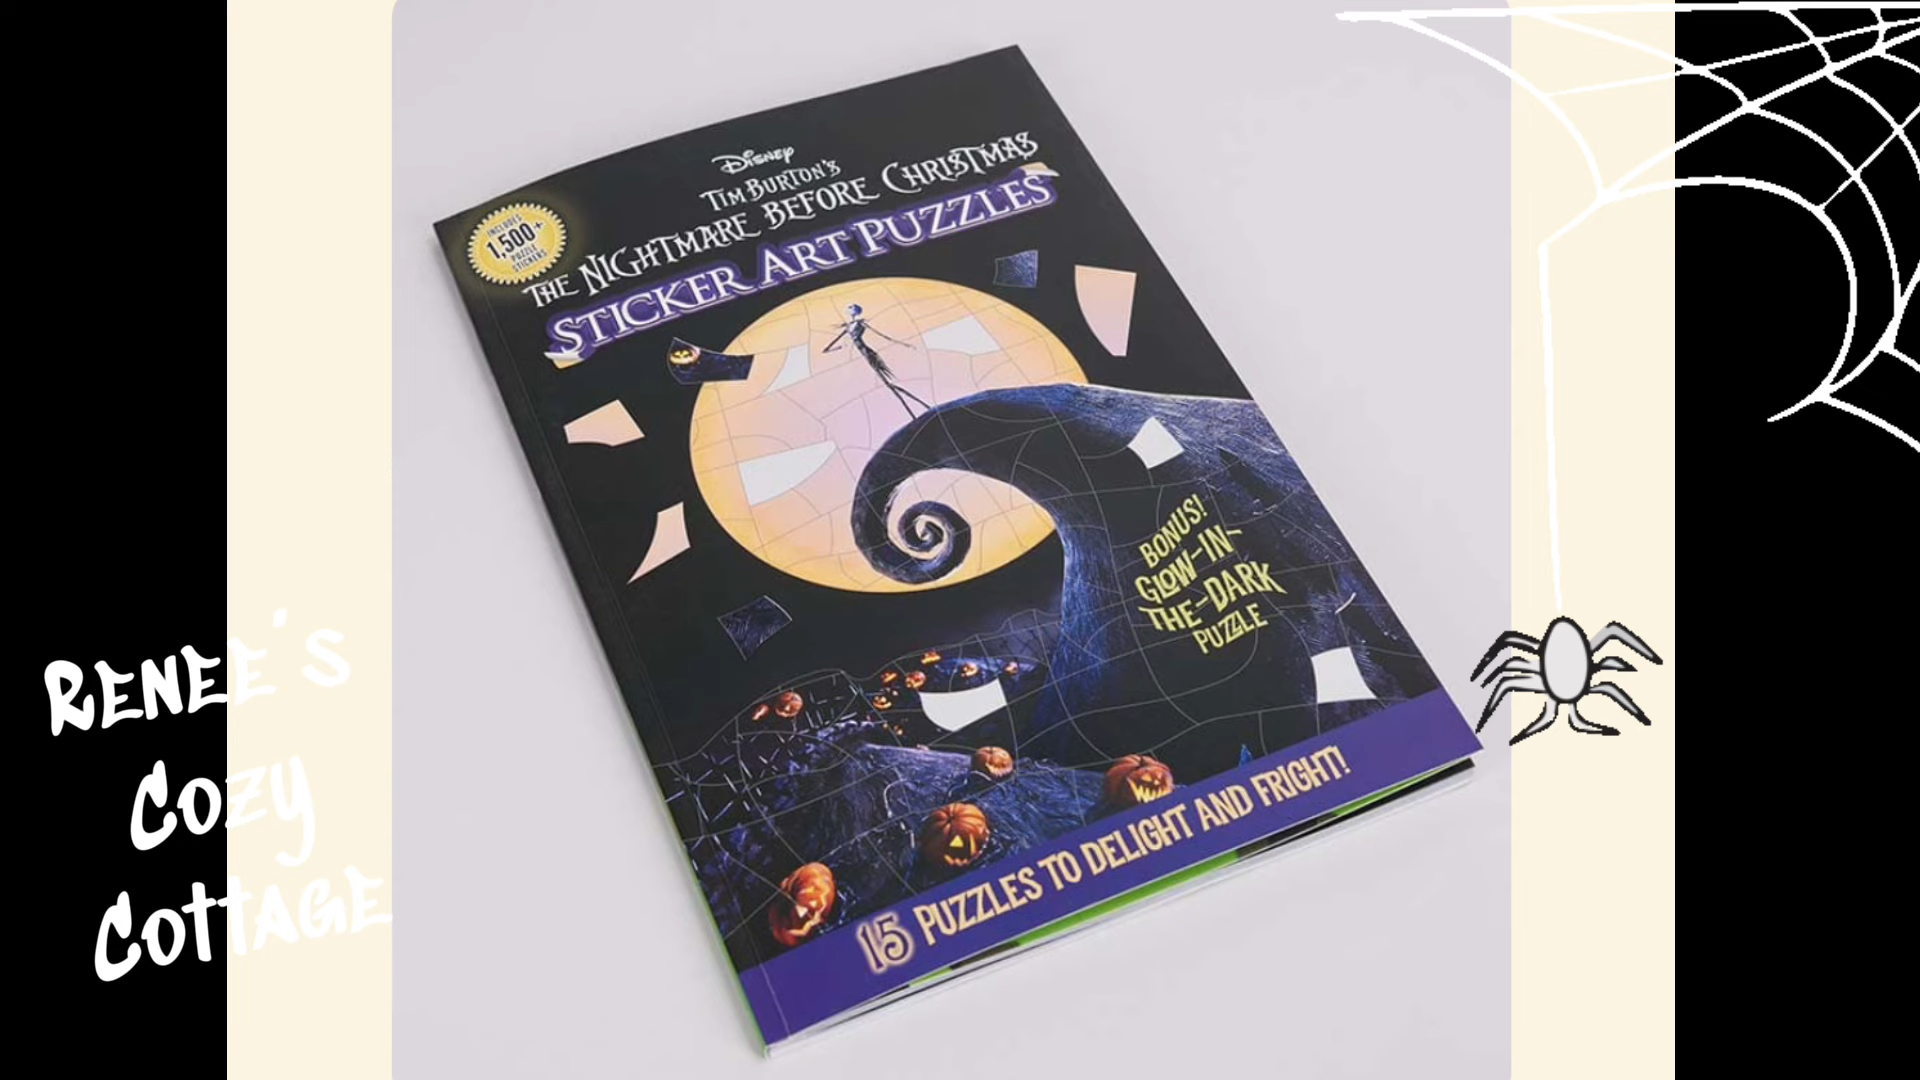 Disney
Tim Burton's
The Nightmare Before Christmas
Sticker Art Puzzles
INCLUDES
1,500+
PUZZLE
STICKERS
BONUS!
GLOW-IN-
THE-DARK
PUZZLE
15 PUZZLES TO DELIGHT AND FRIGHT!
RENEE'S
Cozy
COTTAGE